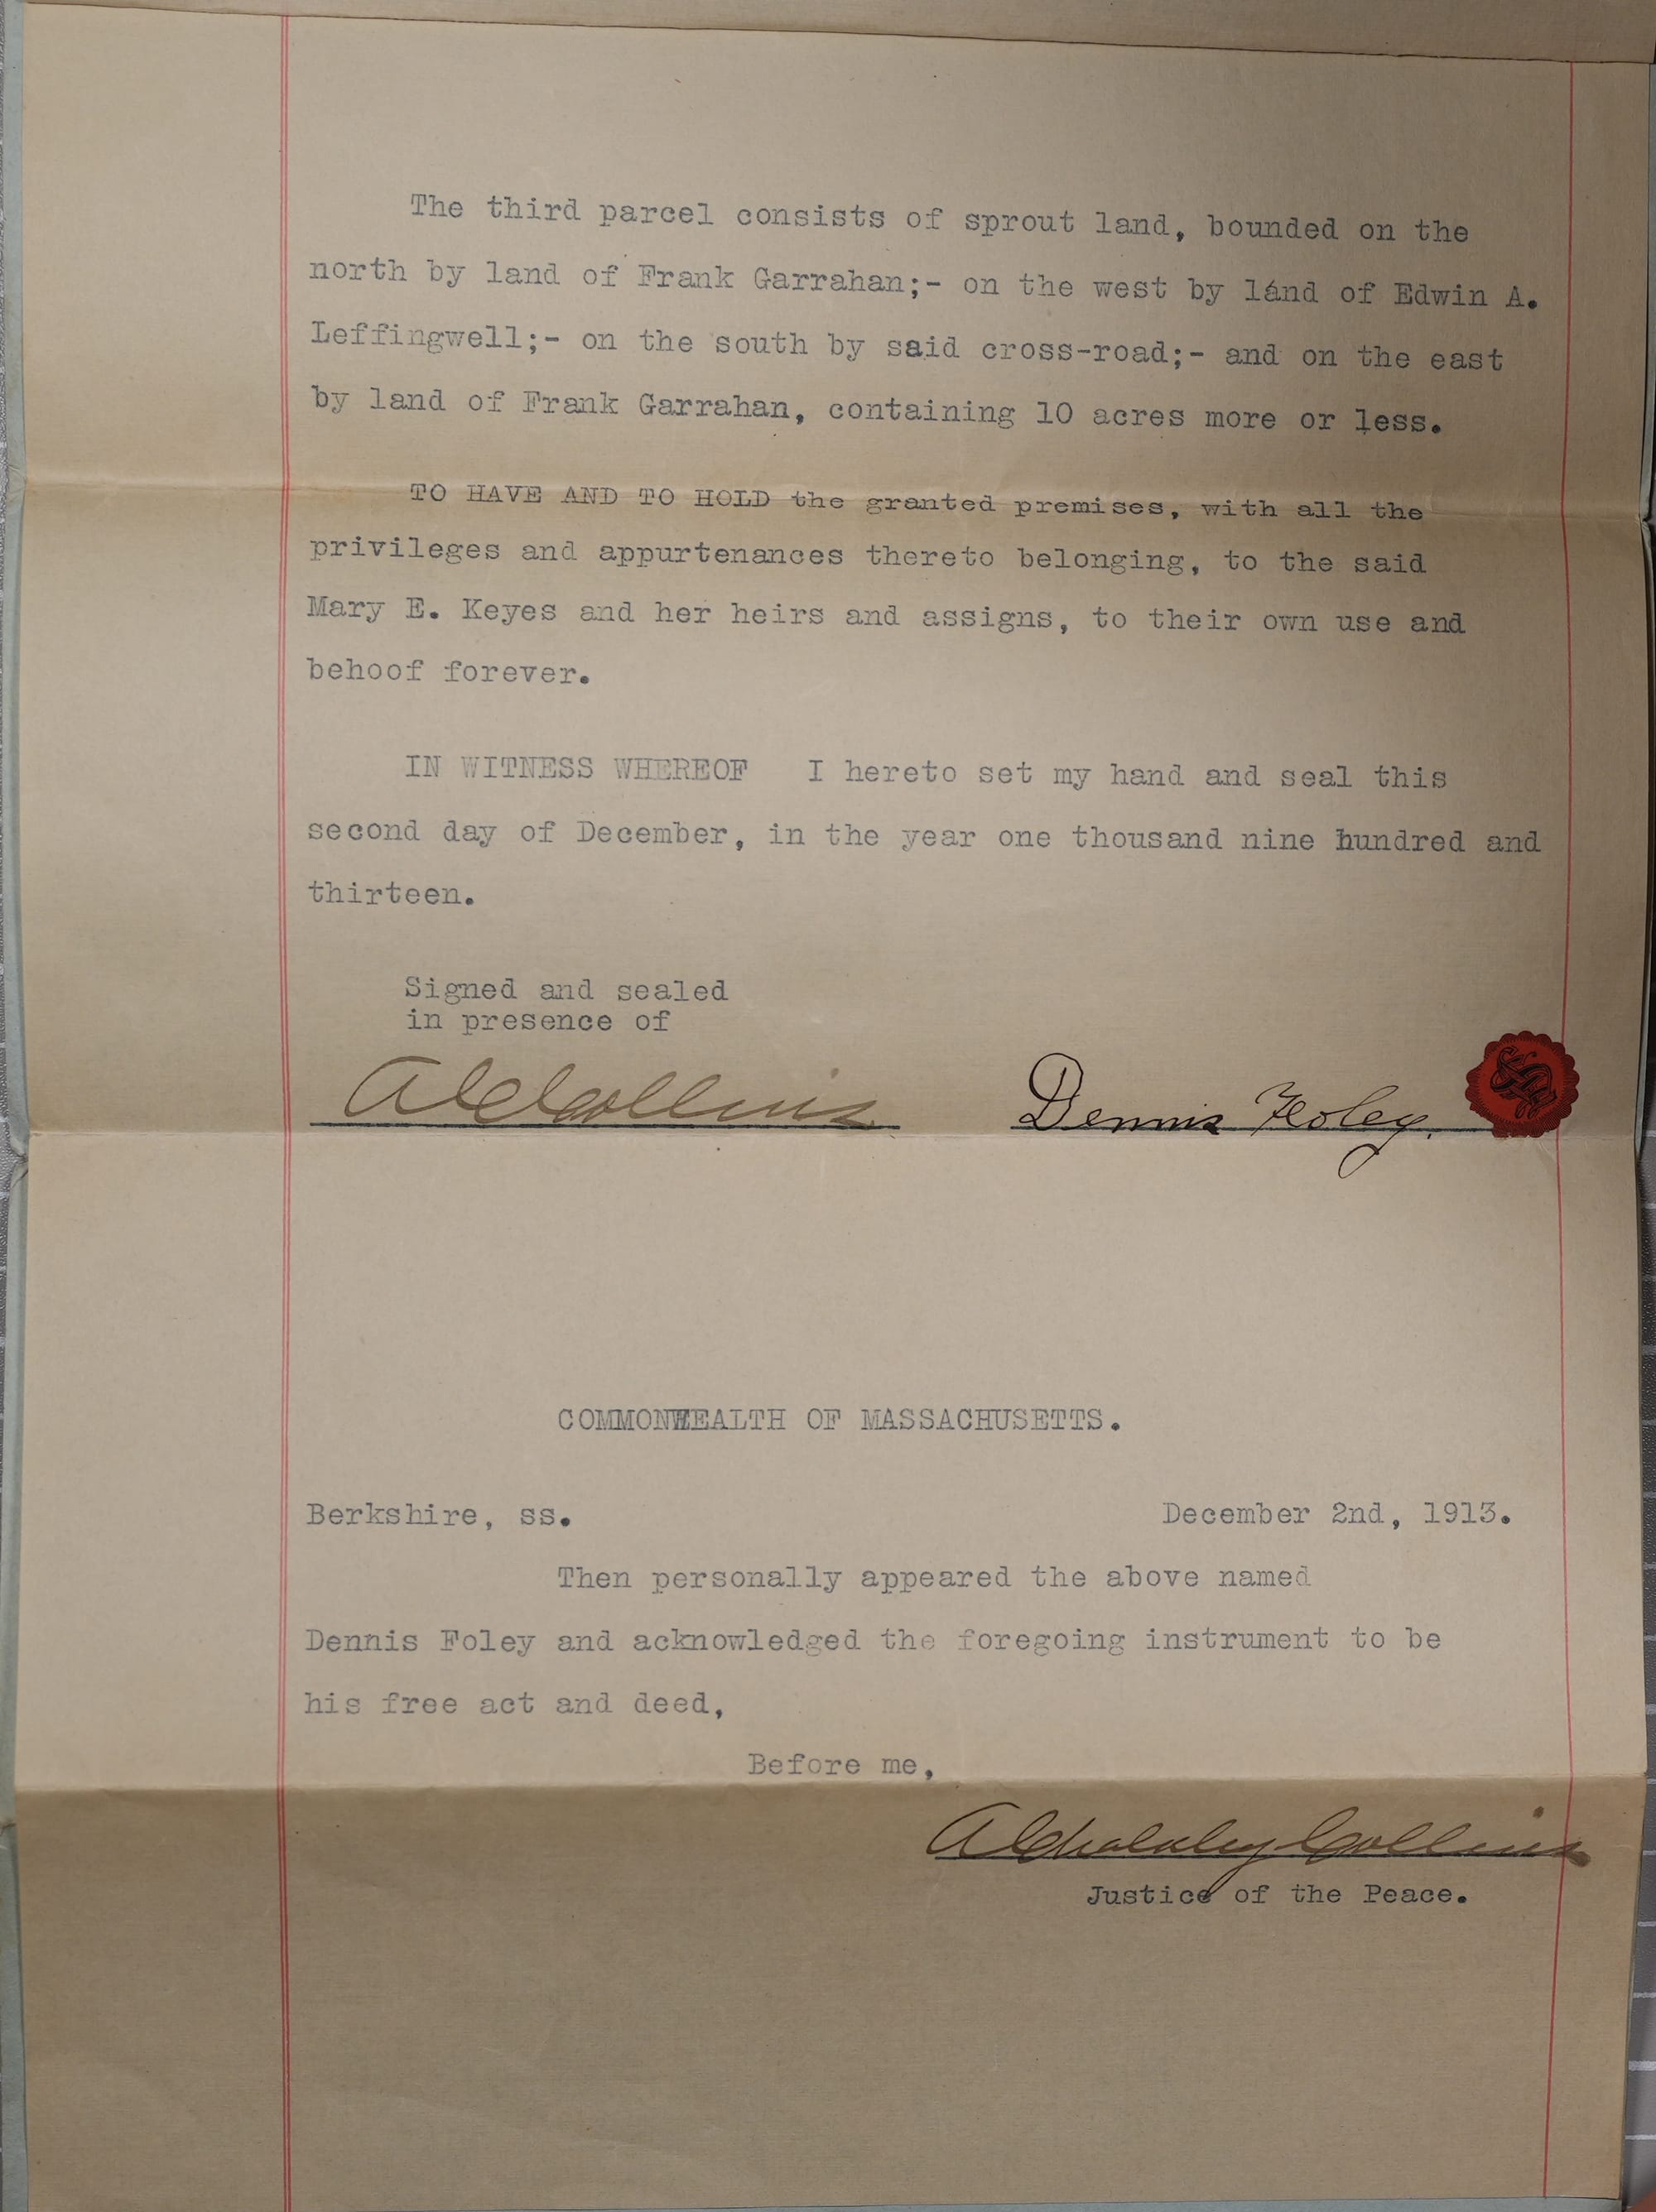 The third parcel consists of sprout land, bounded on the
north by land of Frank Garrahan;- on the west by land of Edwin A.
Leffingwell;- on the south by said cross-road;- and on the east
by land of Frank Garrahan, containing 10 acres more or less.
TO HAVE AND TO HOLD the granted premises, with all the
privileges and appurtenances thereto belonging, to the said
Mary E. Keyes and her heirs and assigns, to their own use and
behoof forever.
IN WITNESS WHEREOF I hereto set my hand and seal this
second day of December, in the year one thousand nine hundred and
thirteen.
Signed and sealed
in presence of
A C Collins Dennis Foley.
COMMONWEALTH OF MASSACHUSETTS.
Berkshire, ss. December 2nd, 1913.
Then personally appeared the above named
Dennis Foley and acknowledged the foregoing instrument to be
his free act and deed,
Before me,
A Chalkley Collins
Justice of the Peace.